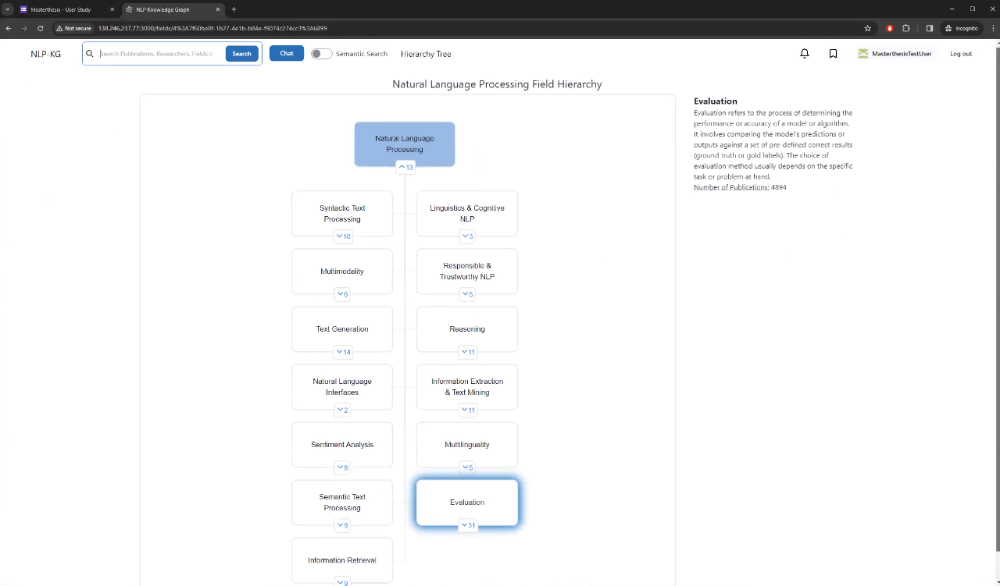 Masterthesis - User Study
NLP Knowledge Graph
Not secure
138.246.237.77:3000/fields/4%3A7f60be8f-1b27-4e1b-b84e-f9074c274cc3%3A6899
Incognito
NLP-KG
Search Publications, Researchers, Fields o
Search
Chat
Semantic Search
Hierarchy Tree
MasterthesisTestUser
Log out
Natural Language Processing Field Hierarchy
Natural Language
Processing
13
Syntactic Text
Processing
10
Linguistics & Cognitive
NLP
3
Multimodality
6
Responsible &
Trustworthy NLP
5
Text Generation
14
Reasoning
11
Natural Language
Interfaces
2
Information Extraction
& Text Mining
11
Sentiment Analysis
8
Multilinguality
5
Semantic Text
Processing
9
Evaluation
31
Information Retrieval
9
Evaluation
Evaluation refers to the process of determining the
performance or accuracy of a model or algorithm.
It involves comparing the model's predictions or
outputs against a set of pre-defined correct results
(ground truth or gold labels). The choice of
evaluation method usually depends on the specific
task or problem at hand.
Number of Publications: 4894